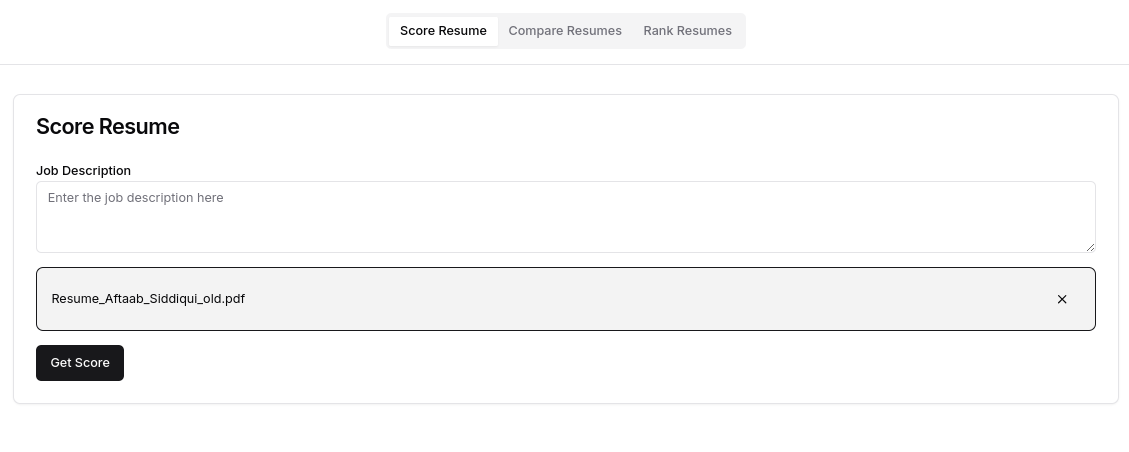 Score Resume Compare Resumes Rank Resumes
Score Resume
Job Description
Enter the job description here
Resume_Aftaab_Siddiqui_old.pdf
Get Score